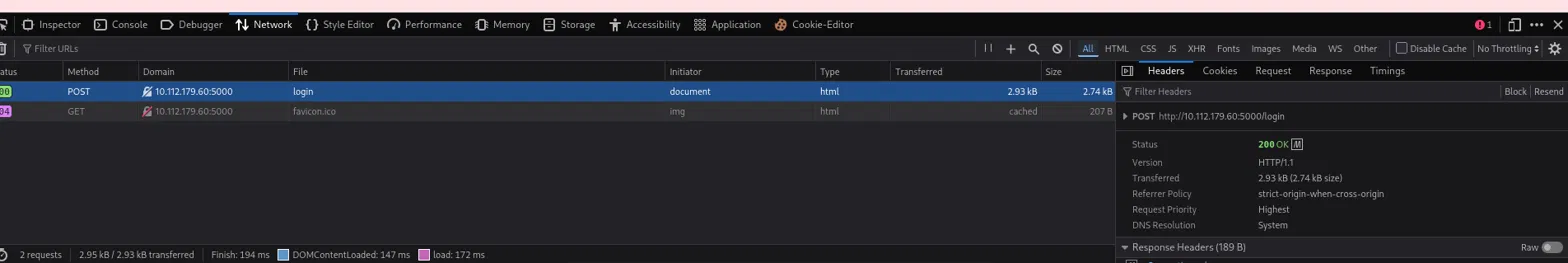 Inspector Console Debugger Network Style Editor Performance Memory Storage Accessibility Application Cookie-Editor 1
Filter URLs All HTML CSS JS XHR Fonts Images Media WS Other Disable Cache No Throttling
atus Method Domain File Initiator Type Transferred Size
00 POST 10.112.179.60:5000 login document html 2.93 kB 2.74 kB
04 GET 10.112.179.60:5000 favicon.ico img html cached 207 B
2 requests 2.95 kB / 2.93 kB transferred Finish: 194 ms DOMContentLoaded: 147 ms load: 172 ms
Headers Cookies Request Response Timings
Filter Headers Block Resend
POST http://10.112.179.60:5000/login
Status 200 OK
Version HTTP/1.1
Transferred 2.93 kB (2.74 kB size)
Referrer Policy strict-origin-when-cross-origin
Request Priority Highest
DNS Resolution System
Response Headers (189 B) Raw